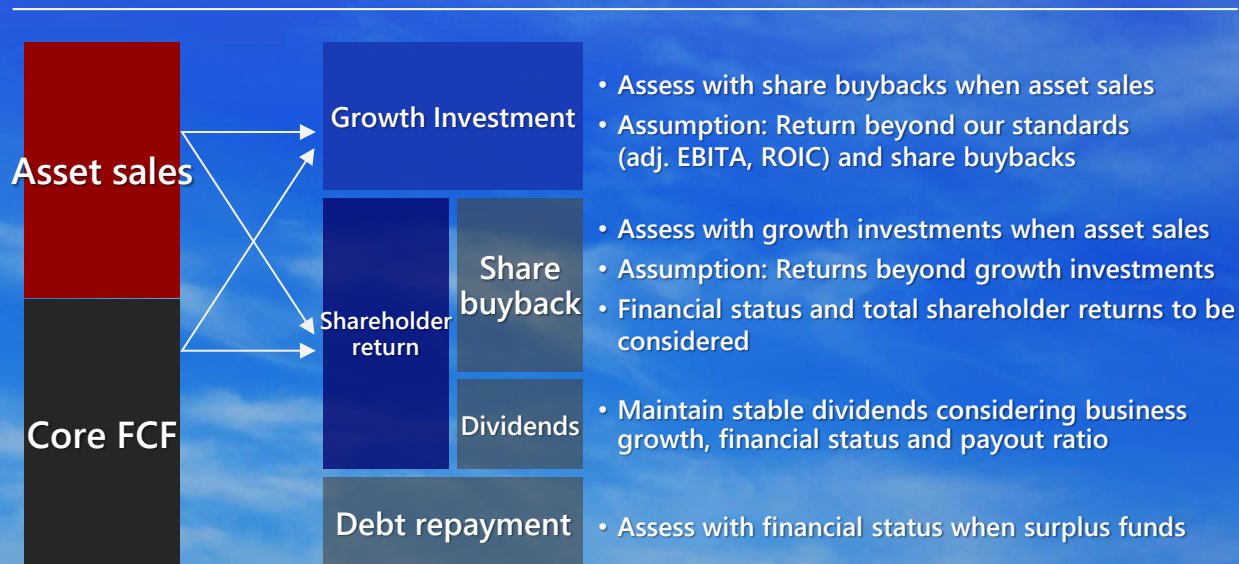 Asset sales
Core FCF
Growth Investment
• Assess with share buybacks when asset sales
• Assumption: Return beyond our standards
(adj. EBITA, ROIC) and share buybacks
Shareholder
return
Share
buyback
• Assess with growth investments when asset sales
• Assumption: Returns beyond growth investments
• Financial status and total shareholder returns to be
considered
Dividends
• Maintain stable dividends considering business
growth, financial status and payout ratio
Debt repayment
• Assess with financial status when surplus funds